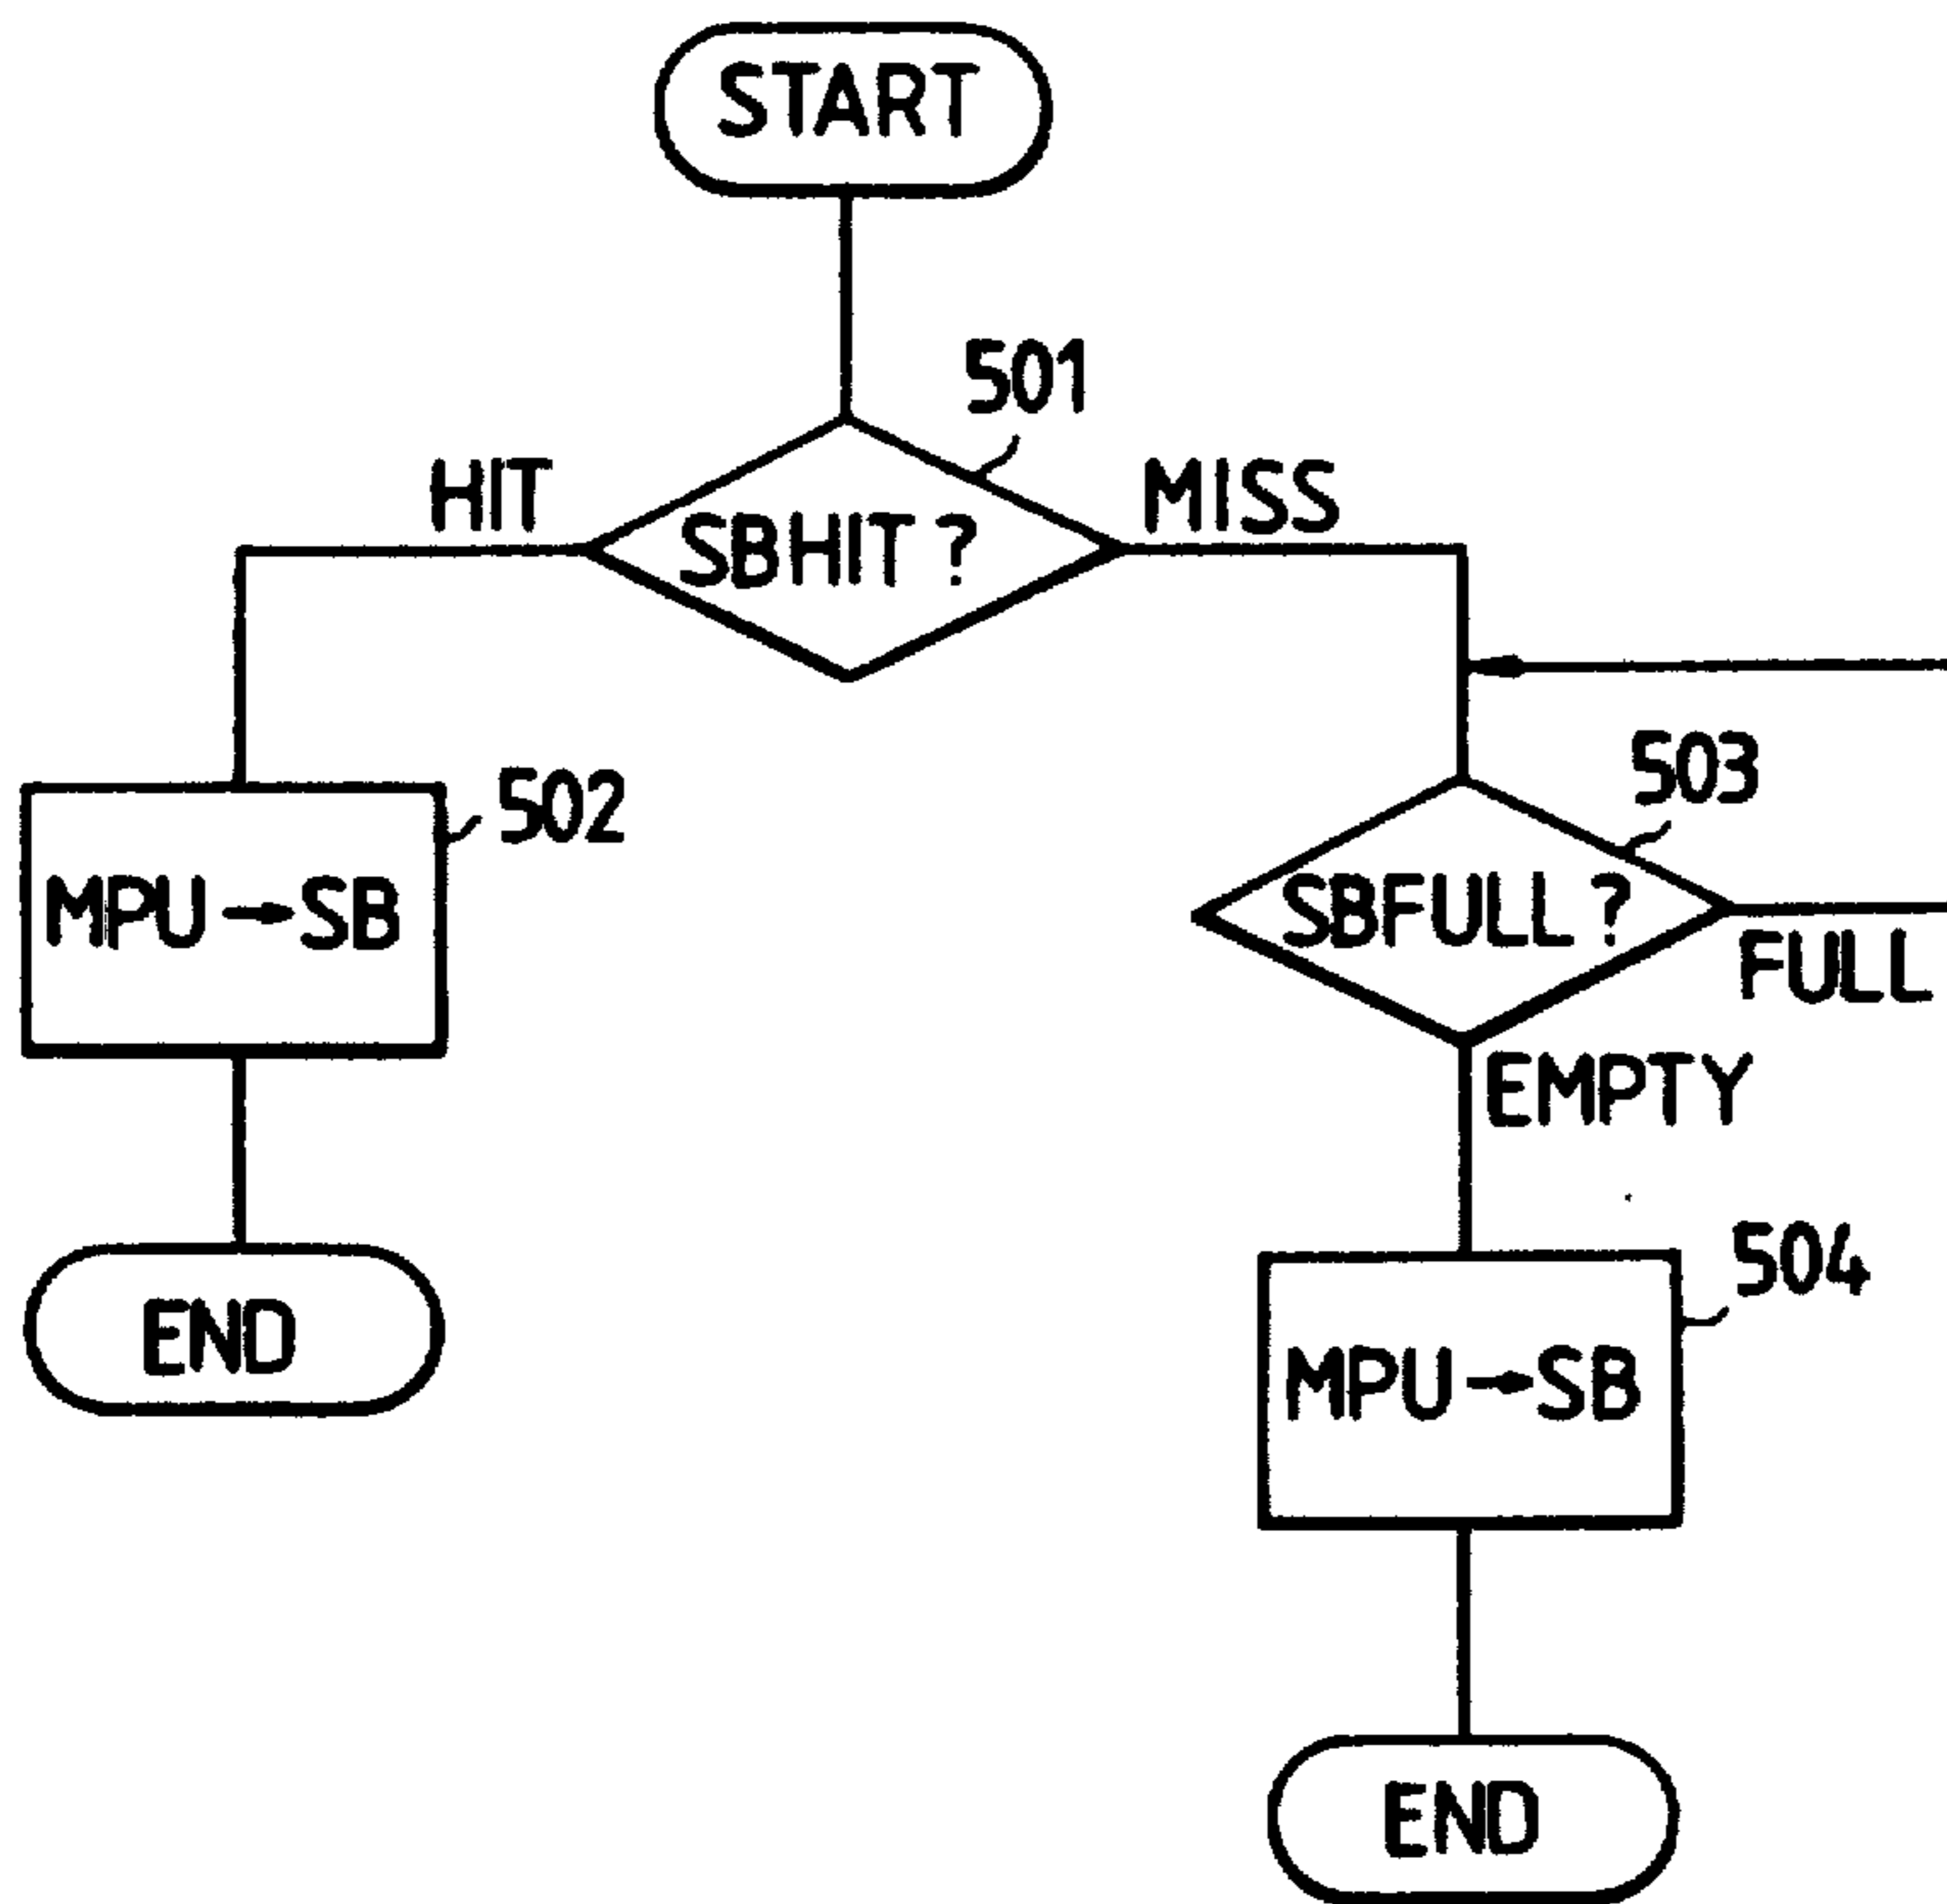 START
501
HIT
MISS
SBHIT ?
503
502
MPU→SB
SBFULL ?
FULL
EMPTY
504
END
MPU→SB
END